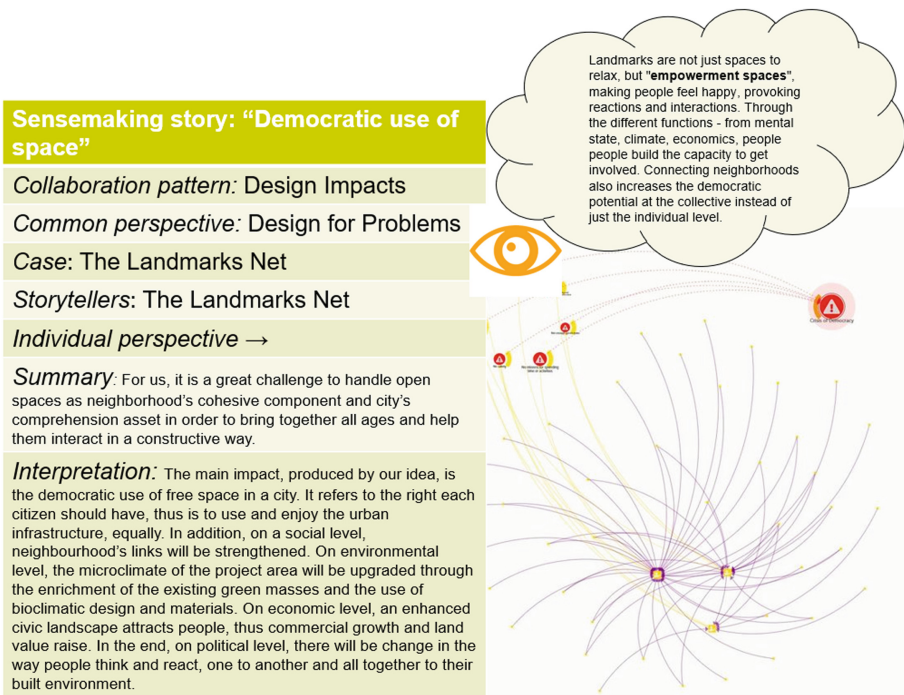 Landmarks are not just spaces to
relax, but "empowerment spaces",
making people feel happy, provoking
reactions and interactions. Through
the different functions - from mental
state, climate, economics, people
people build the capacity to get
involved. Connecting neighborhoods
also increases the democratic
potential at the collective instead of
just the individual level.
Sensemaking story: “Democratic use of
space”
Collaboration pattern: Design Impacts
Common perspective: Design for Problems
Case: The Landmarks Net
Storytellers: The Landmarks Net
Individual perspective →
Summary: For us, it is a great challenge to handle open
spaces as neighborhood’s cohesive component and city’s
comprehension asset in order to bring together all ages and help
them interact in a constructive way.
Interpretation: The main impact, produced by our idea, is
the democratic use of free space in a city. It refers to the right each
citizen should have, thus is to use and enjoy the urban
infrastructure, equally. In addition, on a social level,
neighbourhood’s links will be strengthened. On environmental
level, the microclimate of the project area will be upgraded through
the enrichment of the existing green masses and the use of
bioclimatic design and materials. On economic level, an enhanced
civic landscape attracts people, thus commercial growth and land
value raise. In the end, on political level, there will be change in the
way people think and react, one to another and all together to their
built environment.
Crisis of Democracy